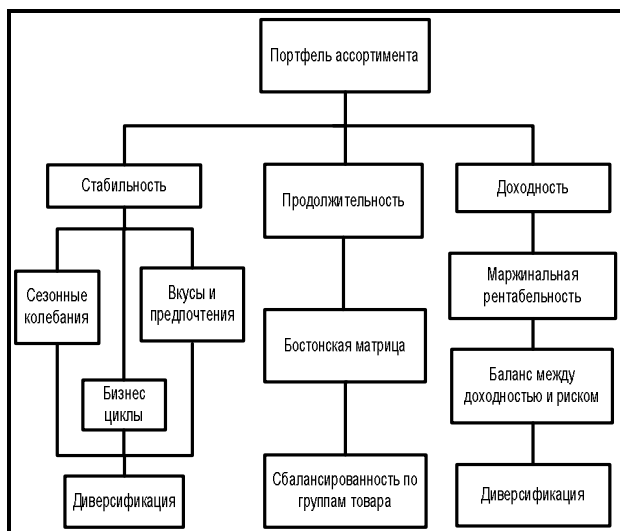 Портфель ассортимента
Стабильность
Продолжительность
Доходность
Сезонные
колебания
Вкусы и
предпочтения
Маржинальная
рентабельность
Бизнес
циклы
Бостонская матрица
Баланс между
доходностью и риском
Диверсификация
Сбалансированность по
группам товара
Диверсификация